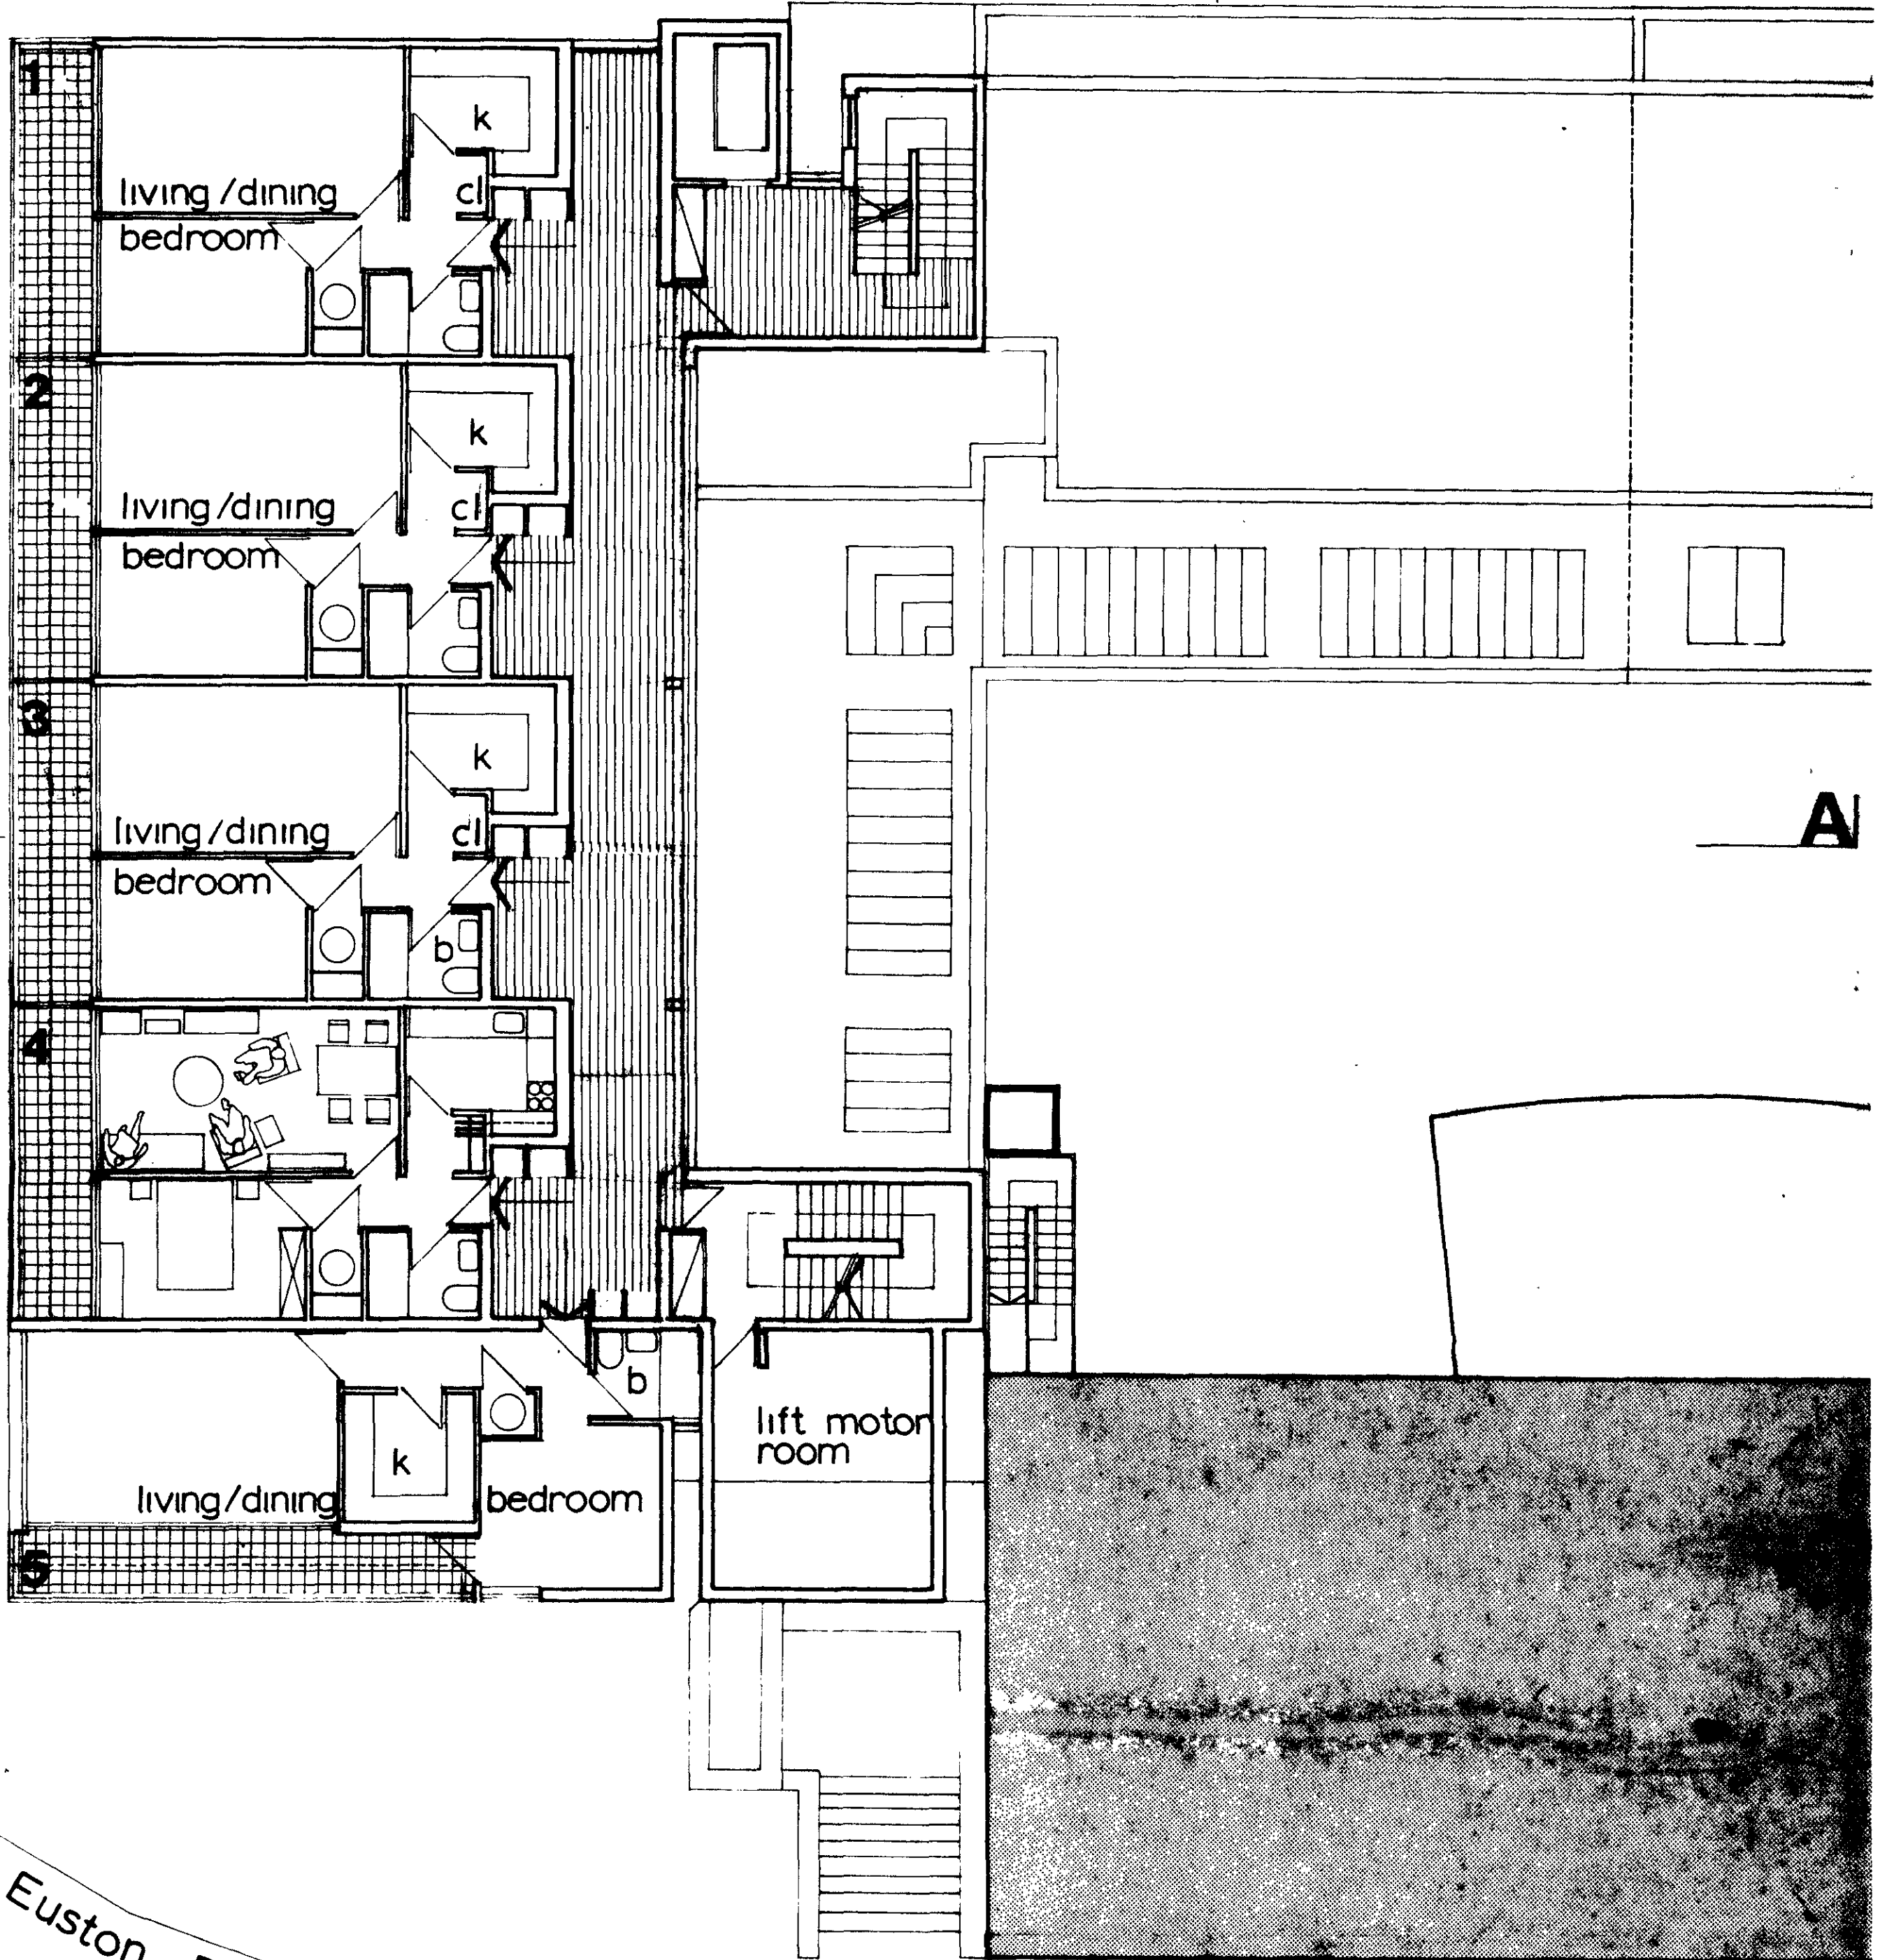 1
k
living/dining
cl
bedroom
2
k
living/dining
cl
bedroom
3
k
living/dining
cl
bedroom
b
A
4
b
lift motor
room
k
living/dining
bedroom
5
Euston